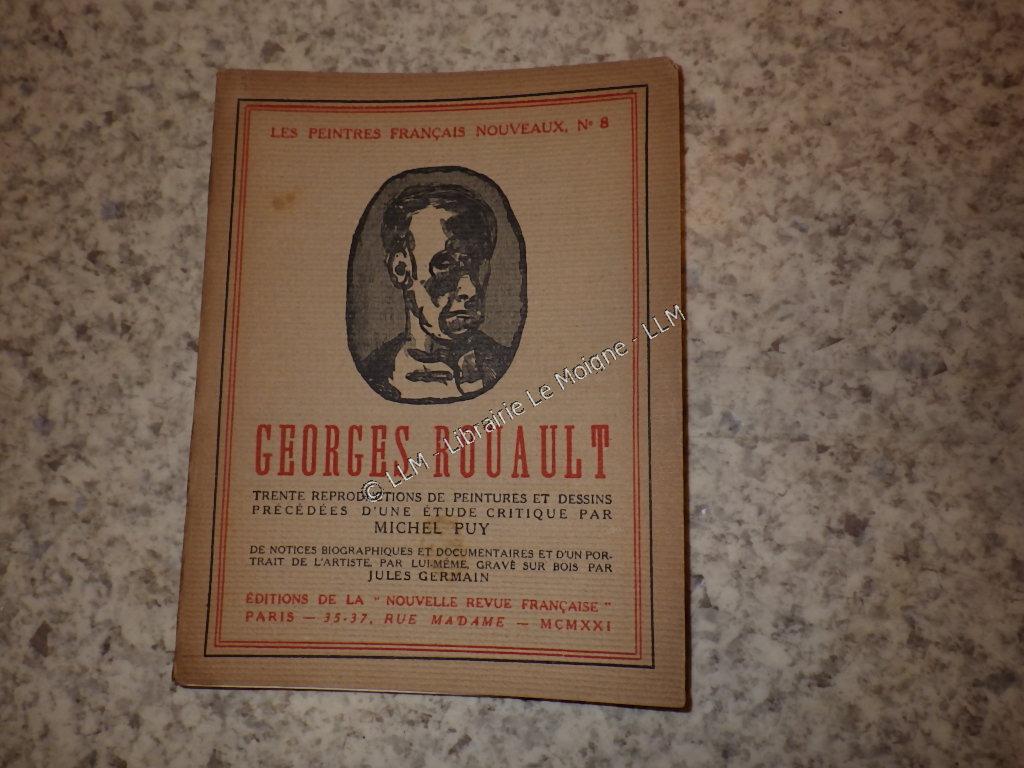 LES PEINTRES FRANÇAIS NOUVEAUX, Nº 8
© LLM - Librairie Le Moigne - LLM
GEORGES ROUAULT
TRENTE REPRODUCTIONS DE PEINTURES ET DESSINS
PRÉCÉDÉES D'UNE ÉTUDE CRITIQUE PAR
MICHEL PUY
DE NOTICES BIOGRAPHIQUES ET DOCUMENTAIRES ET D'UN POR-
TRAIT DE L'ARTISTE, PAR LUI-MÊME, GRAVÉ SUR BOIS PAR
JULES GERMAIN
ÉDITIONS DE LA "NOUVELLE REVUE FRANÇAISE"
PARIS — 35-37, RUE MADAME — MCMXXI